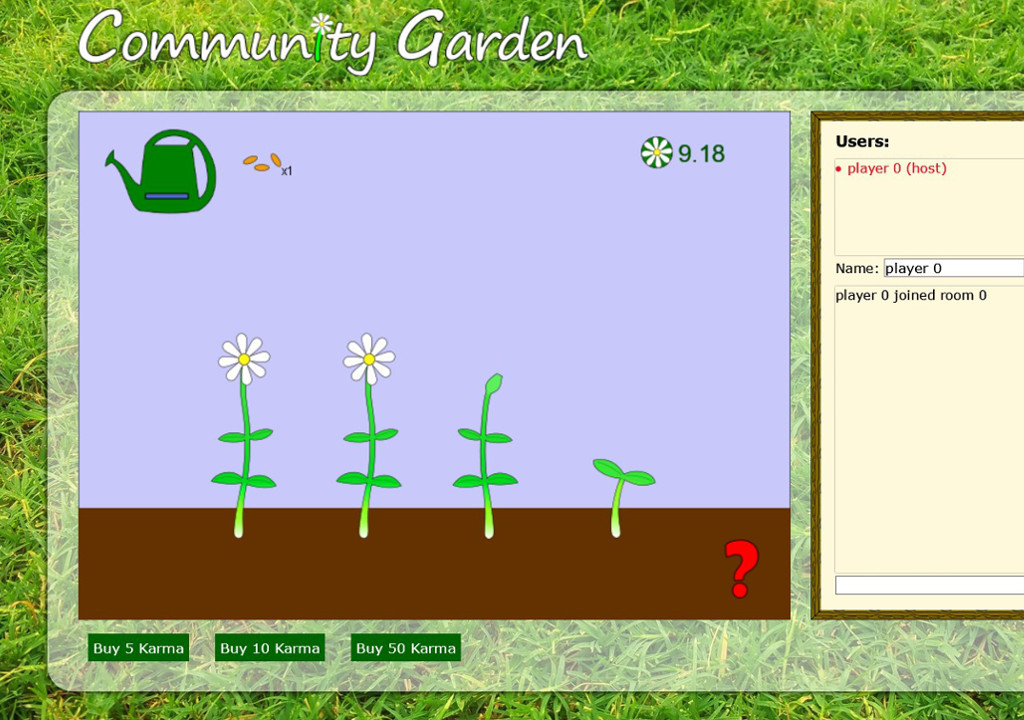 Community Garden
x1
9.18
?
Buy 5 Karma
Buy 10 Karma
Buy 50 Karma
Users:
• player 0 (host)
Name: player 0
player 0 joined room 0